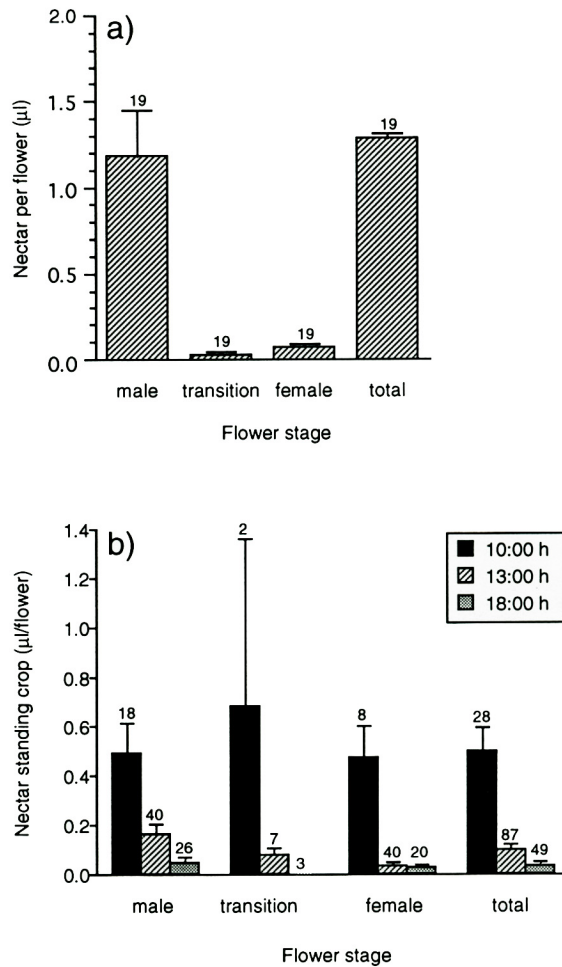 a)
2.0
1.5
1.0
0.5
0.0
Nectar per flower (µl)
19
19
19
19
male transition female total
Flower stage
b)
1.4
1.2
1.0
0.8
0.6
0.4
0.2
0.0
Nectar standing crop (µl/flower)
10:00 h
13:00 h
18:00 h
18 40 26
2 7 3
8 40 20
28 87 49
male transition female total
Flower stage